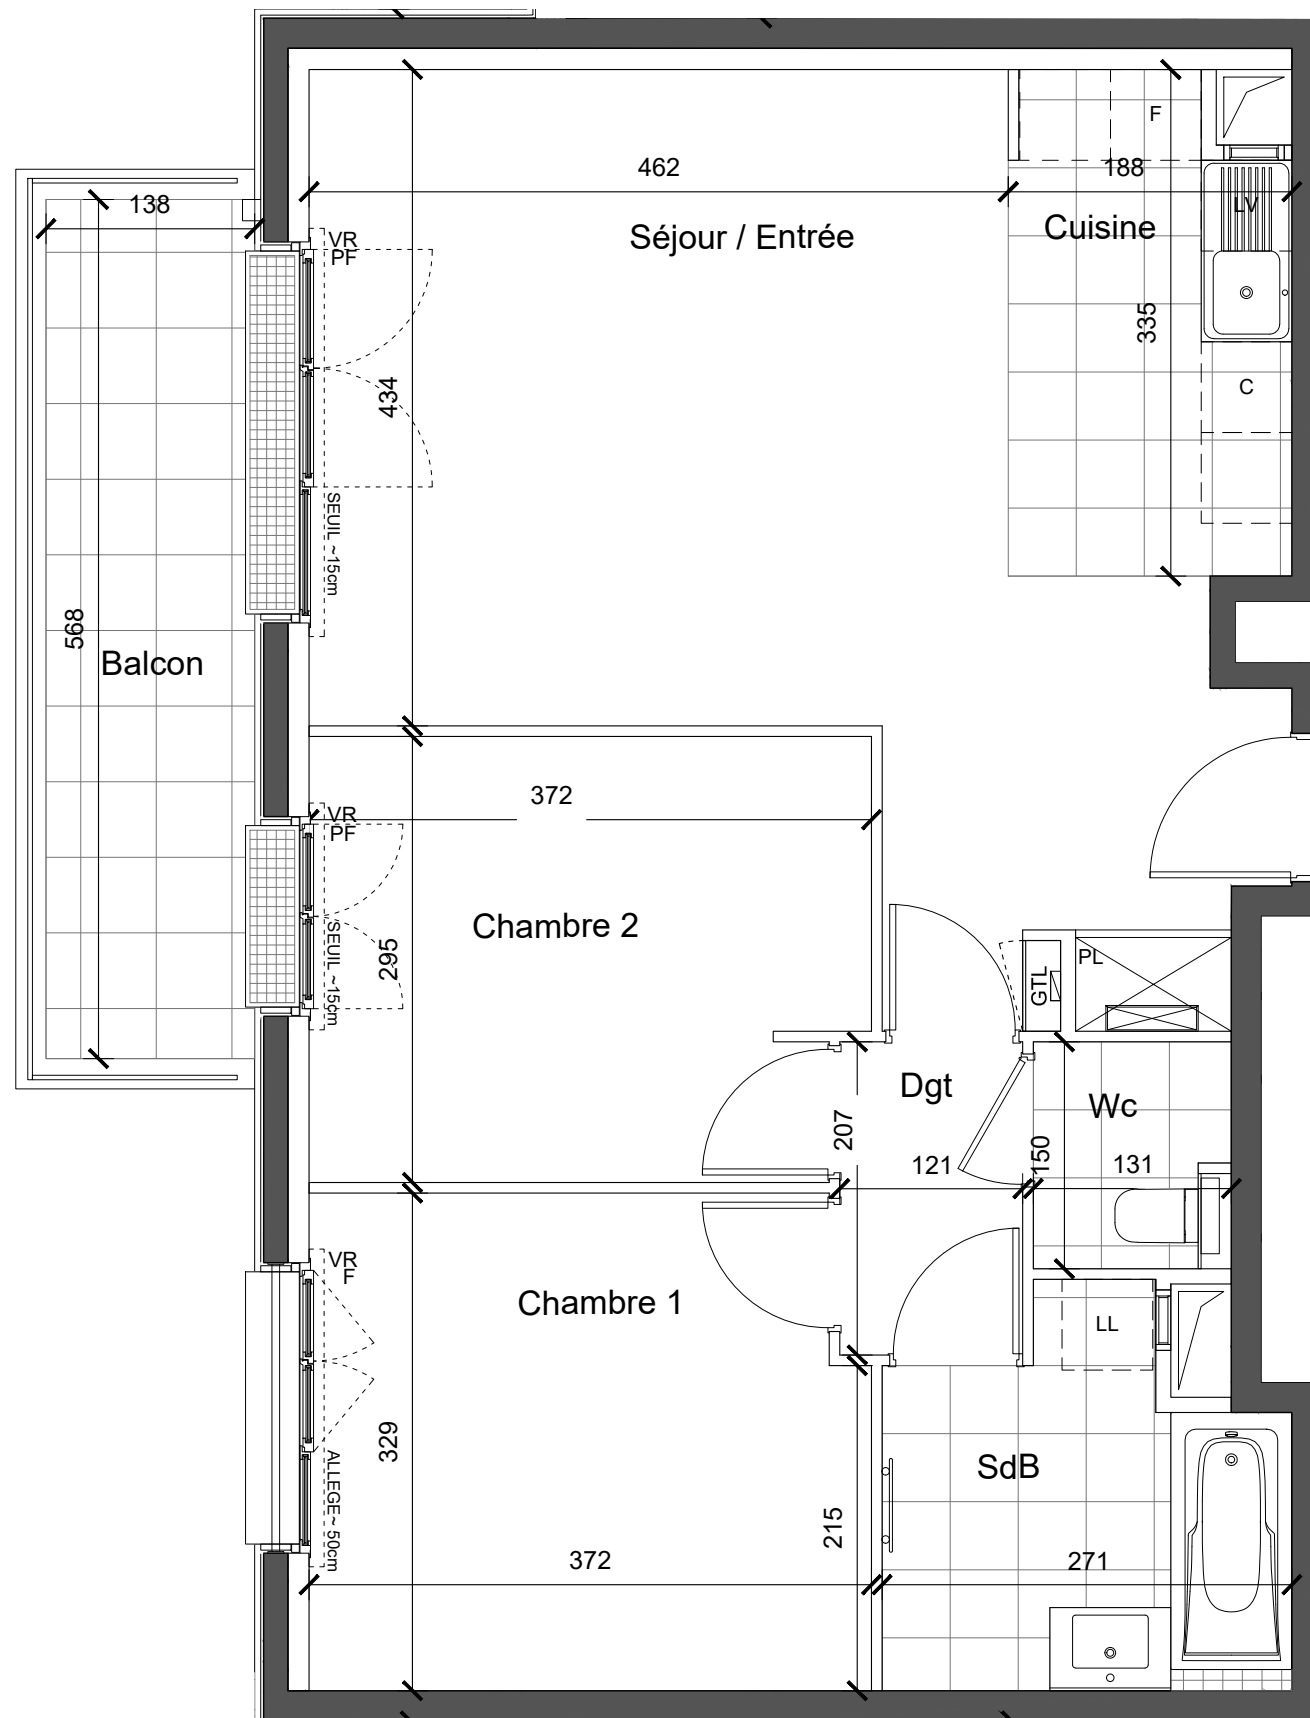 F
462
188
138
LV
Séjour / Entrée
Cuisine
VR
PF
335
434
C
SEUIL ~15cm
568
Balcon
372
VR
PF
Chambre 2
295
SEUIL ~15cm
GTL
PL
Dgt
Wc
207
121
150
131
VR
F
Chambre 1
LL
329
ALLEGE~ 50cm
SdB
215
372
271